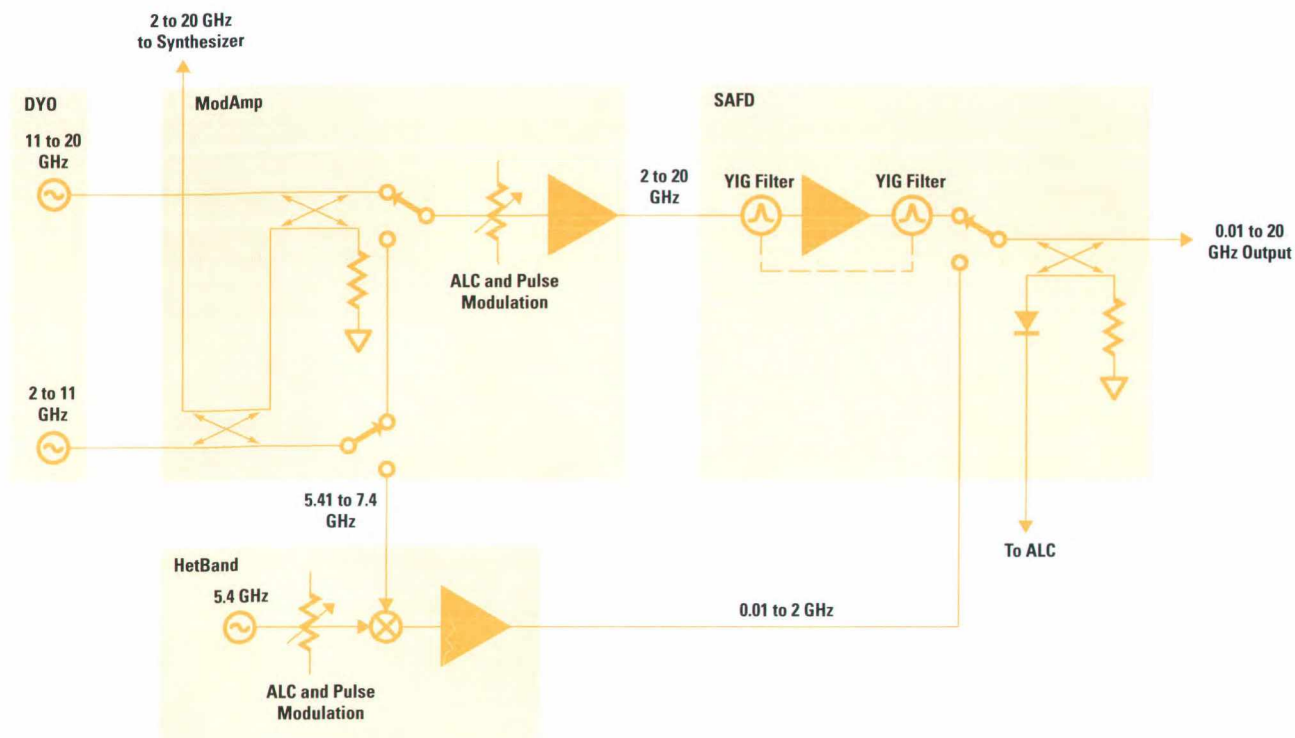 2 to 20 GHz
to Synthesizer
DYO
ModAmp
SAFD
11 to 20
GHz
2 to 20
GHz
YIG Filter
YIG Filter
0.01 to 20
GHz Output
ALC and Pulse
Modulation
2 to 11
GHz
5.41 to 7.4
GHz
To ALC
HetBand
5.4 GHz
0.01 to 2 GHz
ALC and Pulse
Modulation